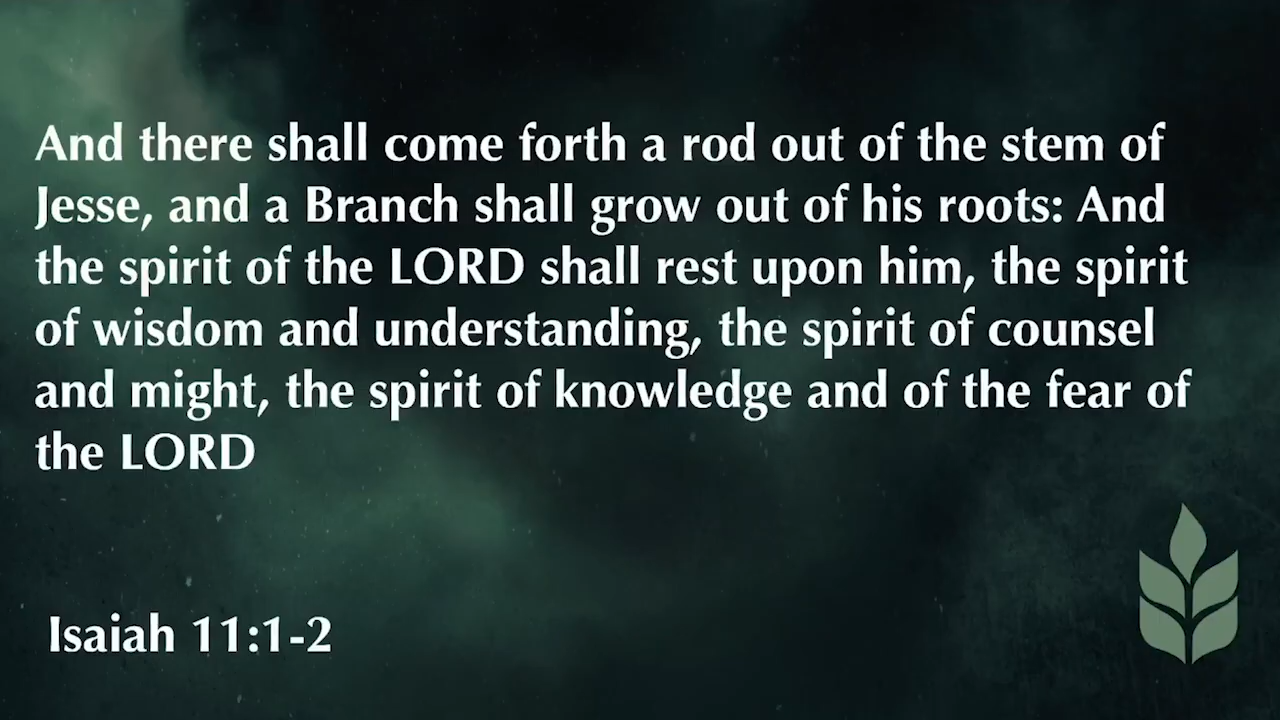 And there shall come forth a rod out of the stem of
Jesse, and a Branch shall grow out of his roots: And
the spirit of the LORD shall rest upon him, the spirit
of wisdom and understanding, the spirit of counsel
and might, the spirit of knowledge and of the fear of
the LORD
Isaiah 11:1-2